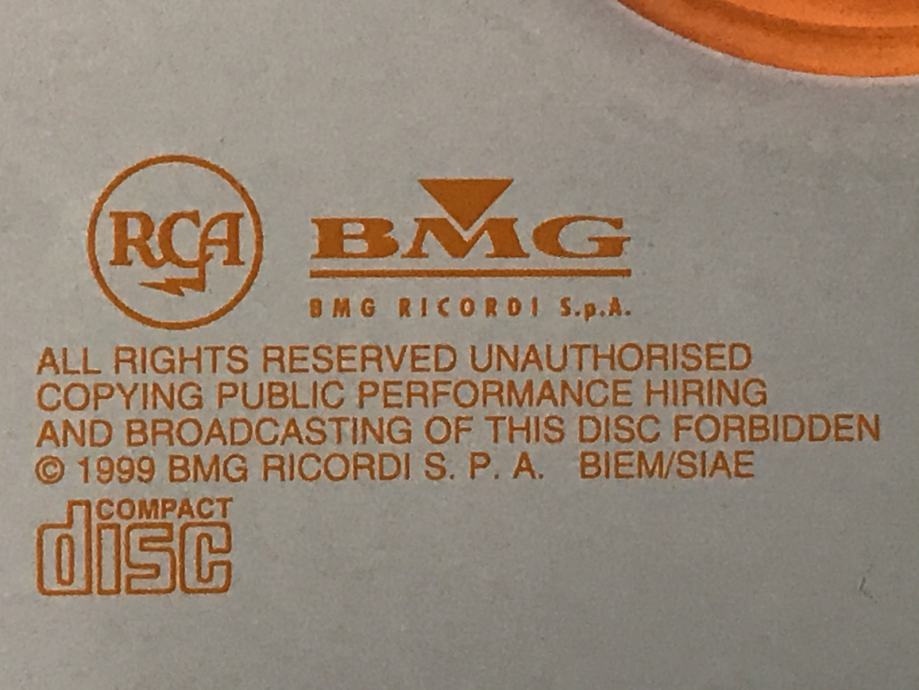 RCA
BMG
BMG RICORDI S.p.A.
ALL RIGHTS RESERVED UNAUTHORISED
COPYING PUBLIC PERFORMANCE HIRING
AND BROADCASTING OF THIS DISC FORBIDDEN
© 1999 BMG RICORDI S. P. A. BIEM/SIAE
COMPACT
disc